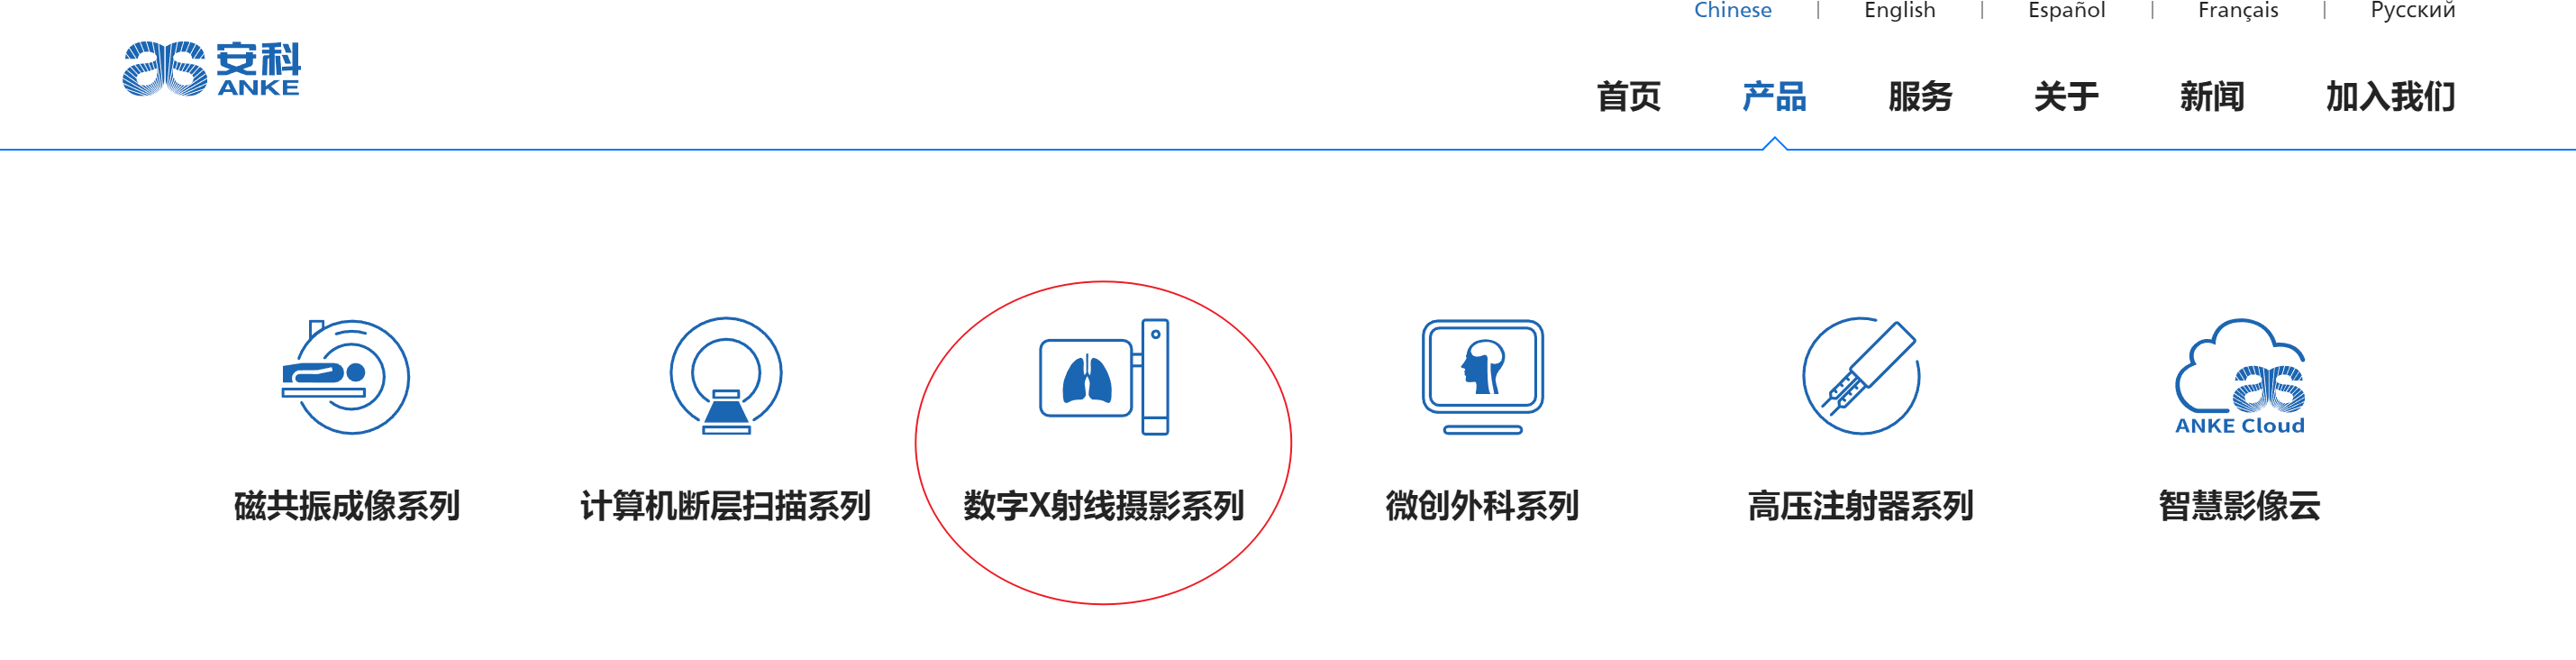 Chinese | English | Español | Français | Русский
安科
ANKE
首页 产品 服务 关于 新闻 加入我们
ANKE Cloud
磁共振成像系列 计算机断层扫描系列 数字X射线摄影系列 微创外科系列 高压注射器系列 智慧影像云